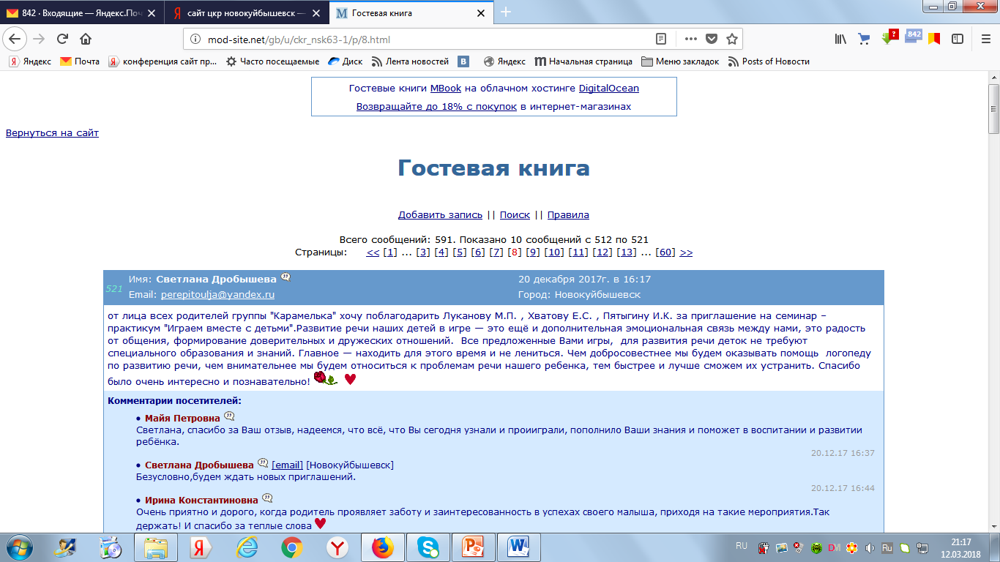 842 · Входящие — Яндекс.Поч
сайт цкр новокуйбышевск —
Гостевая книга
mod-site.net/gb/u/ckr_nsk63-1/p/8.html
842
Яндекс
Почта
конференция сайт пр...
Часто посещаемые
Диск
Лента новостей
Яндекс
Начальная страница
Меню закладок
Posts of Новости
Гостевые книги MBook на облачном хостинге DigitalOcean
Возвращайте до 18% с покупок в интернет-магазинах
Вернуться на сайт
Гостевая книга
Добавить запись || Поиск || Правила
Всего сообщений: 591. Показано 10 сообщений с 512 по 521
Страницы: << [1] ... [3] [4] [5] [6] [7] [8] [9] [10] [11] [12] [13] ... [60] >>
521
Имя: Светлана Дробышева
20 декабря 2017г. в 16:17
Email: perepitoulja@yandex.ru
Город: Новокуйбышевск
от лица всех родителей группы "Карамелька" хочу поблагодарить Луканову М.П. , Хватову Е.С. , Пятыгину И.К. за приглашение на семинар –
практикум "Играем вместе с детьми".Развитие речи наших детей в игре — это ещё и дополнительная эмоциональная связь между нами, это радость
от общения, формирование доверительных и дружеских отношений. Все предложенные Вами игры, для развития речи деток не требуют
специального образования и знаний. Главное — находить для этого время и не лениться. Чем добросовестнее мы будем оказывать помощь логопеду
по развитию речи, чем внимательнее мы будем относиться к проблемам речи нашего ребенка, тем быстрее и лучше сможем их устранить. Спасибо
было очень интересно и познавательно!
Комментарии посетителей:
• Майя Петровна
Светлана, спасибо за Ваш отзыв, надеемся, что всё, что Вы сегодня узнали и проиграли, пополнило Ваши знания и поможет в воспитании и развитии
ребёнка.
20.12.17 16:37
• Светлана Дробышева [email] [Новокуйбышевск]
Безусловно,будем ждать новых приглашений.
20.12.17 16:44
• Ирина Константиновна
Очень приятно и дорого, когда родитель проявляет заботу и заинтересованность в успехах своего малыша, приходя на такие мероприятия.Так
держать! И спасибо за теплые слова
RU
Ru
21:17
12.03.2018